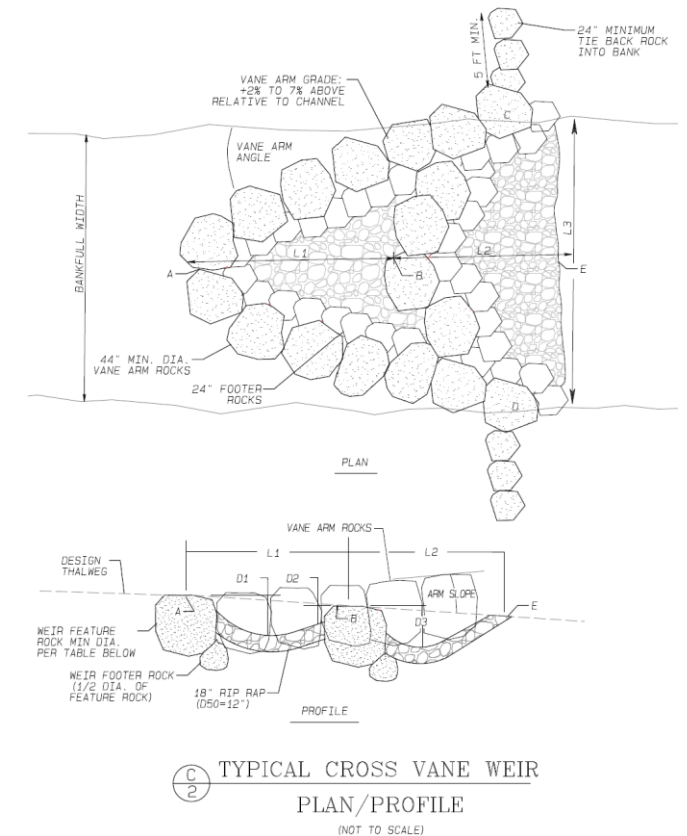 24" MINIMUM
TIE BACK ROCK
INTO BANK
5 FT MIN.
VANE ARM GRADE:
+2% TO 7% ABOVE
RELATIVE TO CHANNEL
C
VANE ARM
ANGLE
BANKFULL WIDTH
L3
L1
L2
A
B
E
44" MIN. DIA.
VANE ARM ROCKS
24" FOOTER
ROCKS
D
PLAN
VANE ARM ROCKS
L1
L2
DESIGN
THALWEG
D1
D2
ARM SLOPE
A
B
E
D3
WEIR FEATURE
ROCK MIN DIA.
PER TABLE BELOW
WEIR FOOTER ROCK
(1/2 DIA. OF
FEATURE ROCK)
18" RIP RAP
(D50=12")
PROFILE
C
2
TYPICAL CROSS VANE WEIR
PLAN/PROFILE
(NOT TO SCALE)